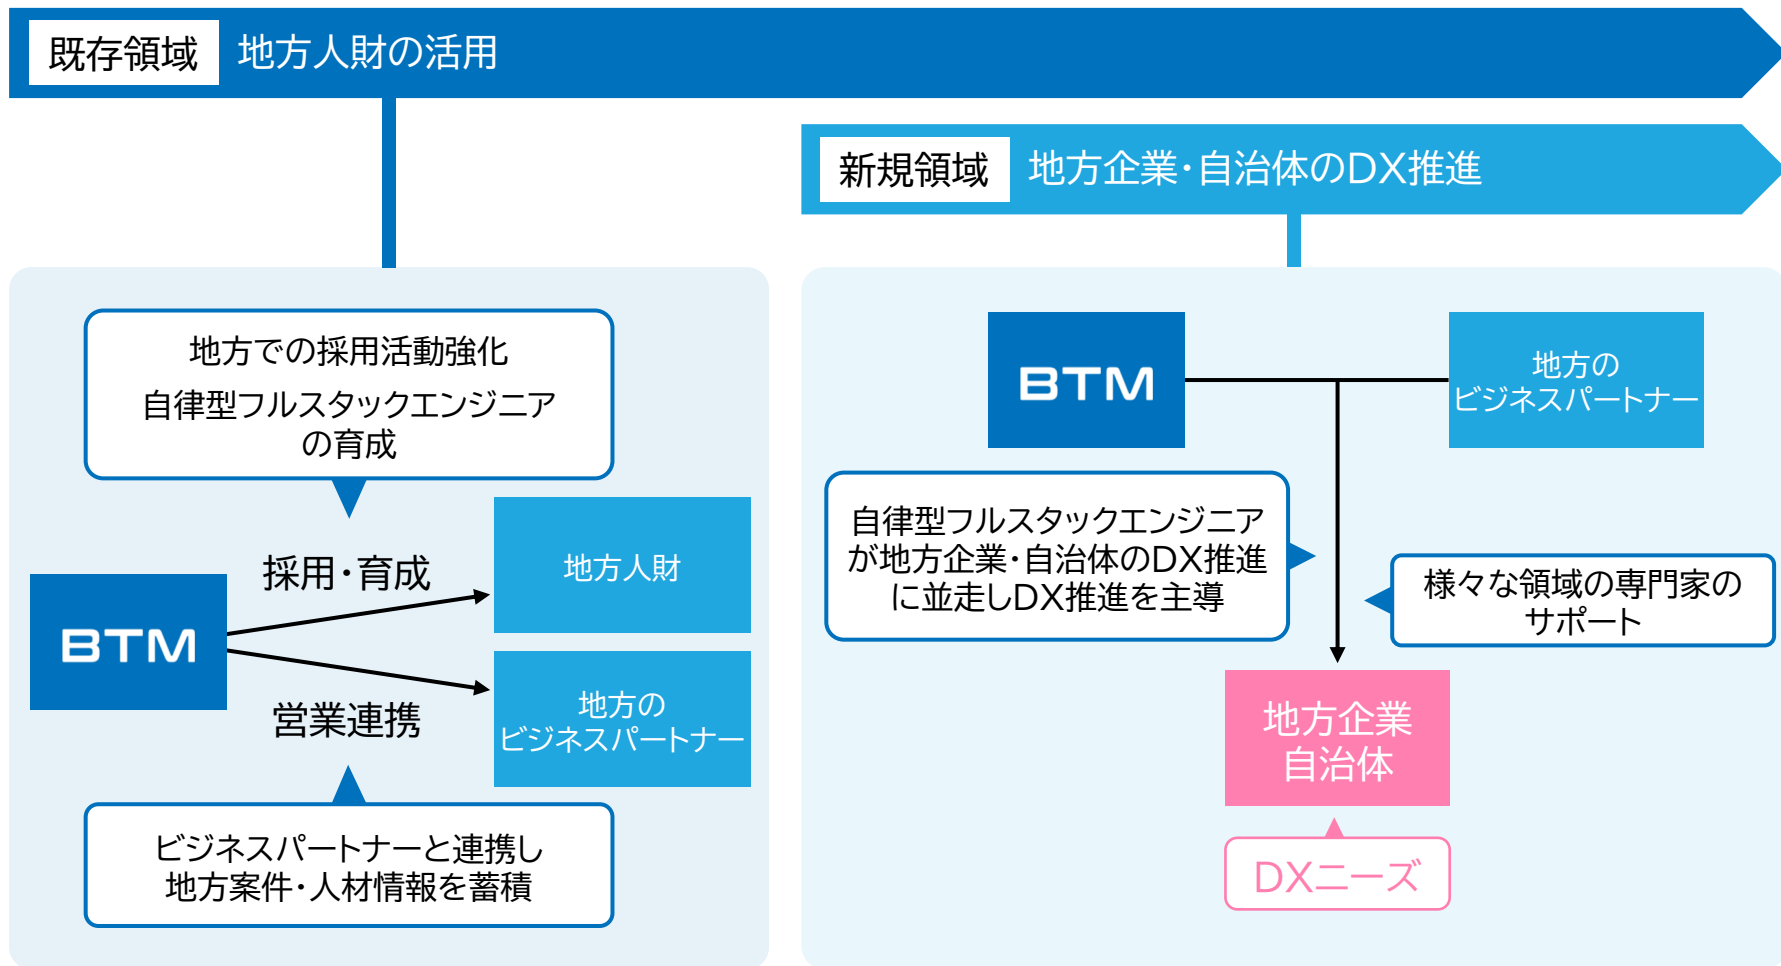 既存領域
地方人財の活用
新規領域
地方企業・自治体のDX推進
地方での採用活動強化
自律型フルスタックエンジニア
の育成
採用・育成
地方人財
BTM
営業連携
地方の
ビジネスパートナー
ビジネスパートナーと連携し
地方案件・人材情報を蓄積
BTM
地方の
ビジネスパートナー
自律型フルスタックエンジニア
が地方企業・自治体のDX推進
に並走しDX推進を主導
様々な領域の専門家の
サポート
地方企業
自治体
DXニーズ